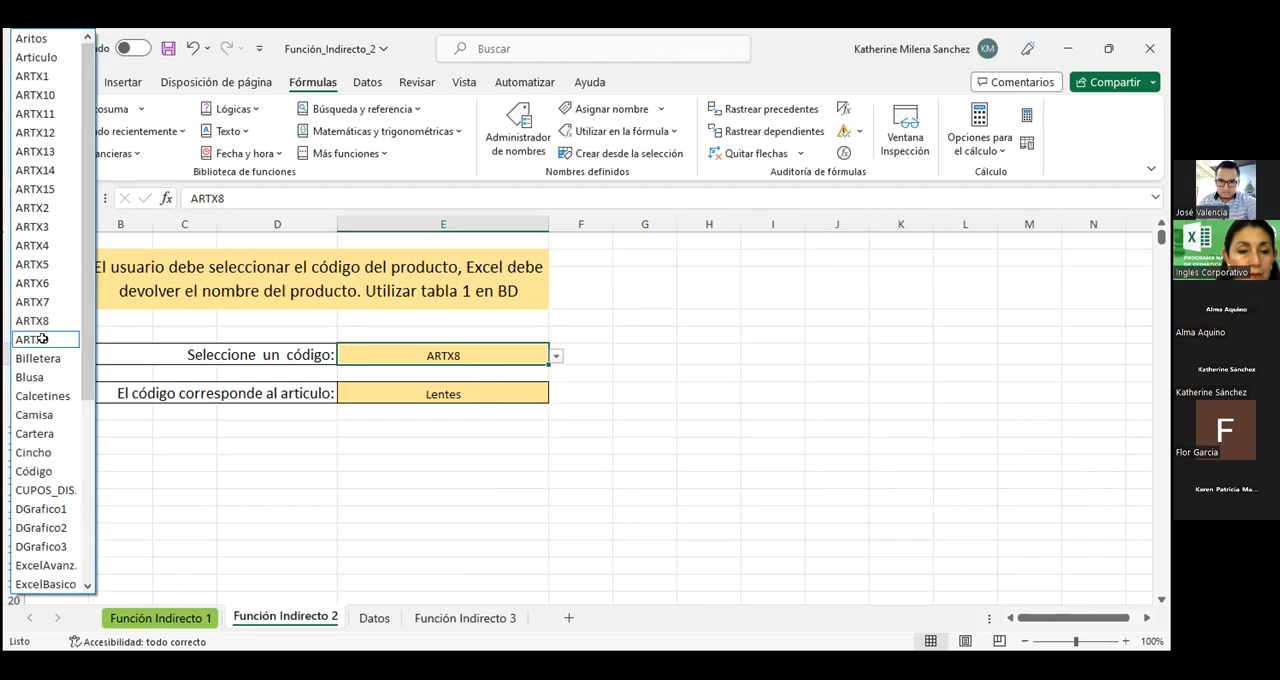 Aritos
Articulo
ARTX1
ARTX10
ARTX11
ARTX12
ARTX13
ARTX14
ARTX15
ARTX2
ARTX3
ARTX4
ARTX5
ARTX6
ARTX7
ARTX8
Billetera
Blusa
Calcetines
Camisa
Cartera
Cincho
Código
CUPOS_DIS.
DGrafico1
DGrafico2
DGrafico3
ExcelAvanz.
ExcelBasico
20
Función_Indirecto_2
Buscar
Katherine Milena Sanchez
KM
Insertar
Disposición de página
Fórmulas
Datos
Revisar
Vista
Automatizar
Ayuda
Comentarios
Compartir
Lógicas
Búsqueda y referencia
Texto
Matemáticas y trigonométricas
Fecha y hora
Más funciones
Biblioteca de funciones
Administrador
de nombres
Asignar nombre
Utilizar en la fórmula
Crear desde la selección
Nombres definidos
Rastrear precedentes
Rastrear dependientes
Quitar flechas
Auditoría de fórmulas
Ventana
Inspección
Opciones para
el cálculo
Cálculo
fx
ARTX8
B C D E F G H I J K L M N
El usuario debe seleccionar el código del producto, Excel debe
devolver el nombre del producto. Utilizar tabla 1 en BD
Seleccione un código:
ARTX8
El código corresponde al articulo:
Lentes
Función Indirecto 1
Función Indirecto 2
Datos
Función Indirecto 3
Listo
Accesibilidad: todo correcto
100%
José Valencia
Ingles Corporativo
Alma Aquino
Alma Aquino
Katherine Sánchez
Katherine Sánchez
F
Flor Garcia
Karen Patricia Ma...